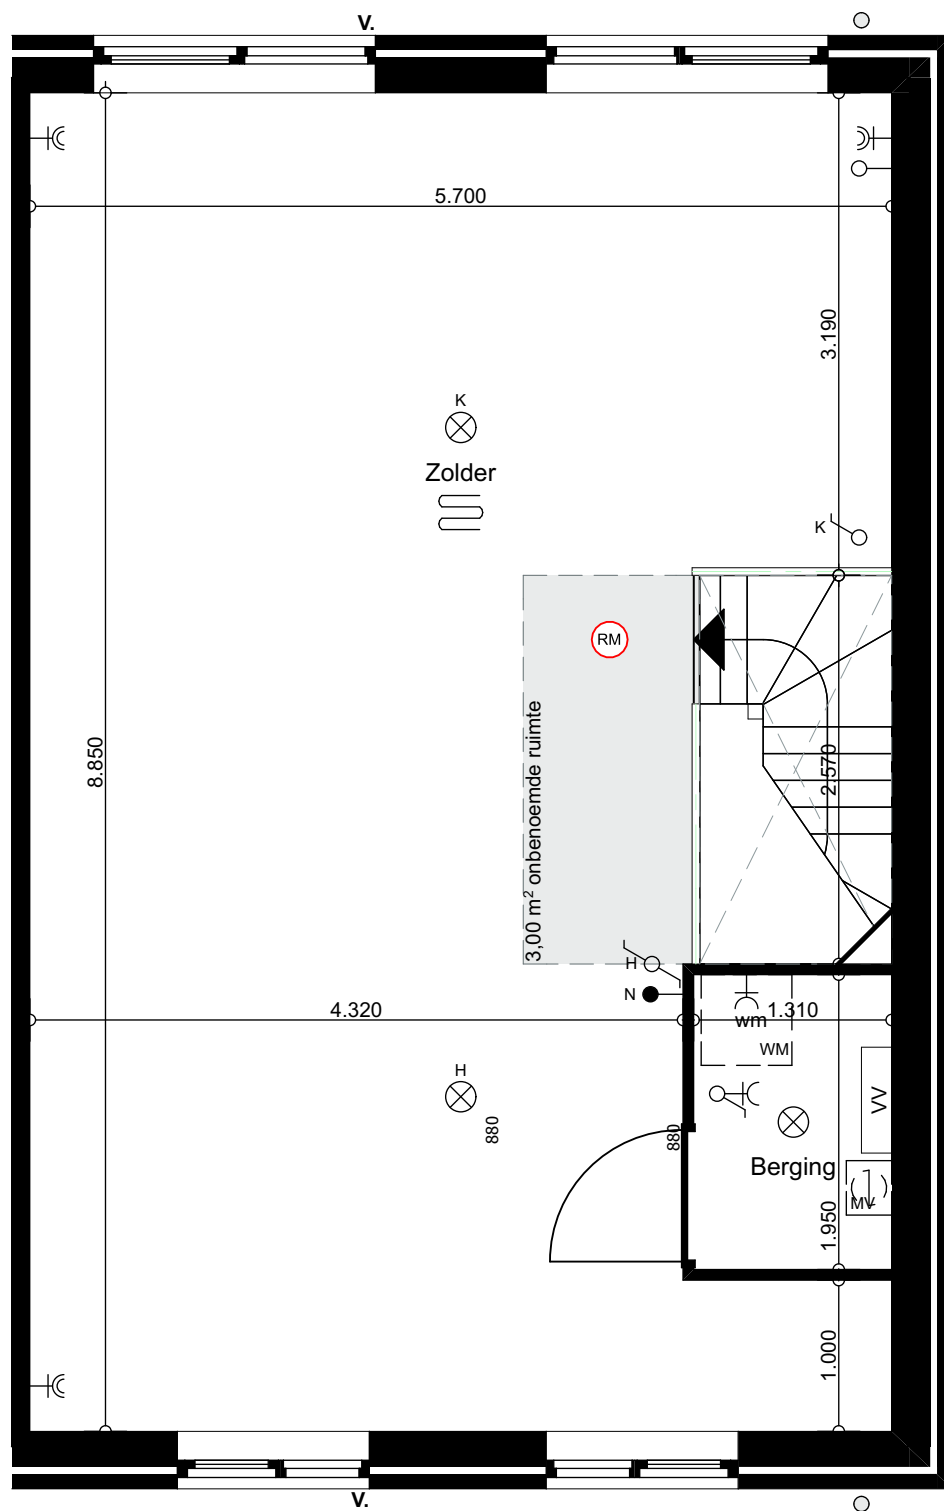 V.
5.700
3.190
K
Zolder
K
RM
3,00 m² onbenoemde ruimte
2.570
8.850
H
N
4.320
1.310
wm
WM
H
880
880
VV
Berging
MV
1.950
1.000
V.